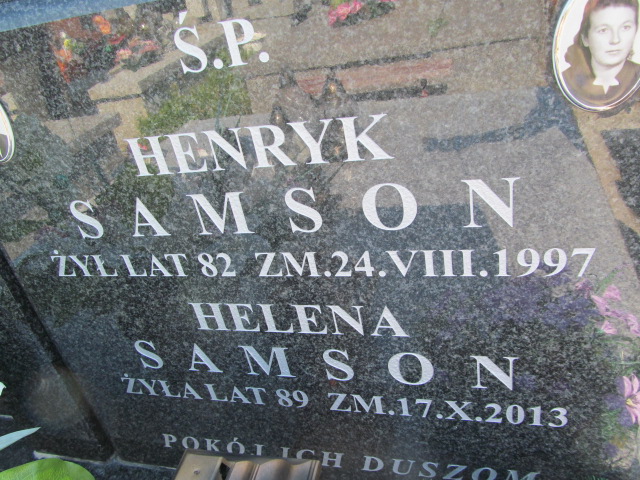 Ś.P.
HENRYK
SAMSON
ŻYŁ LAT 82 ZM.24.VIII.1997
HELENA
SAMSON
ŻYŁA LAT 89 ZM.17.X.2013
POKÓJ ICH DUSZOM